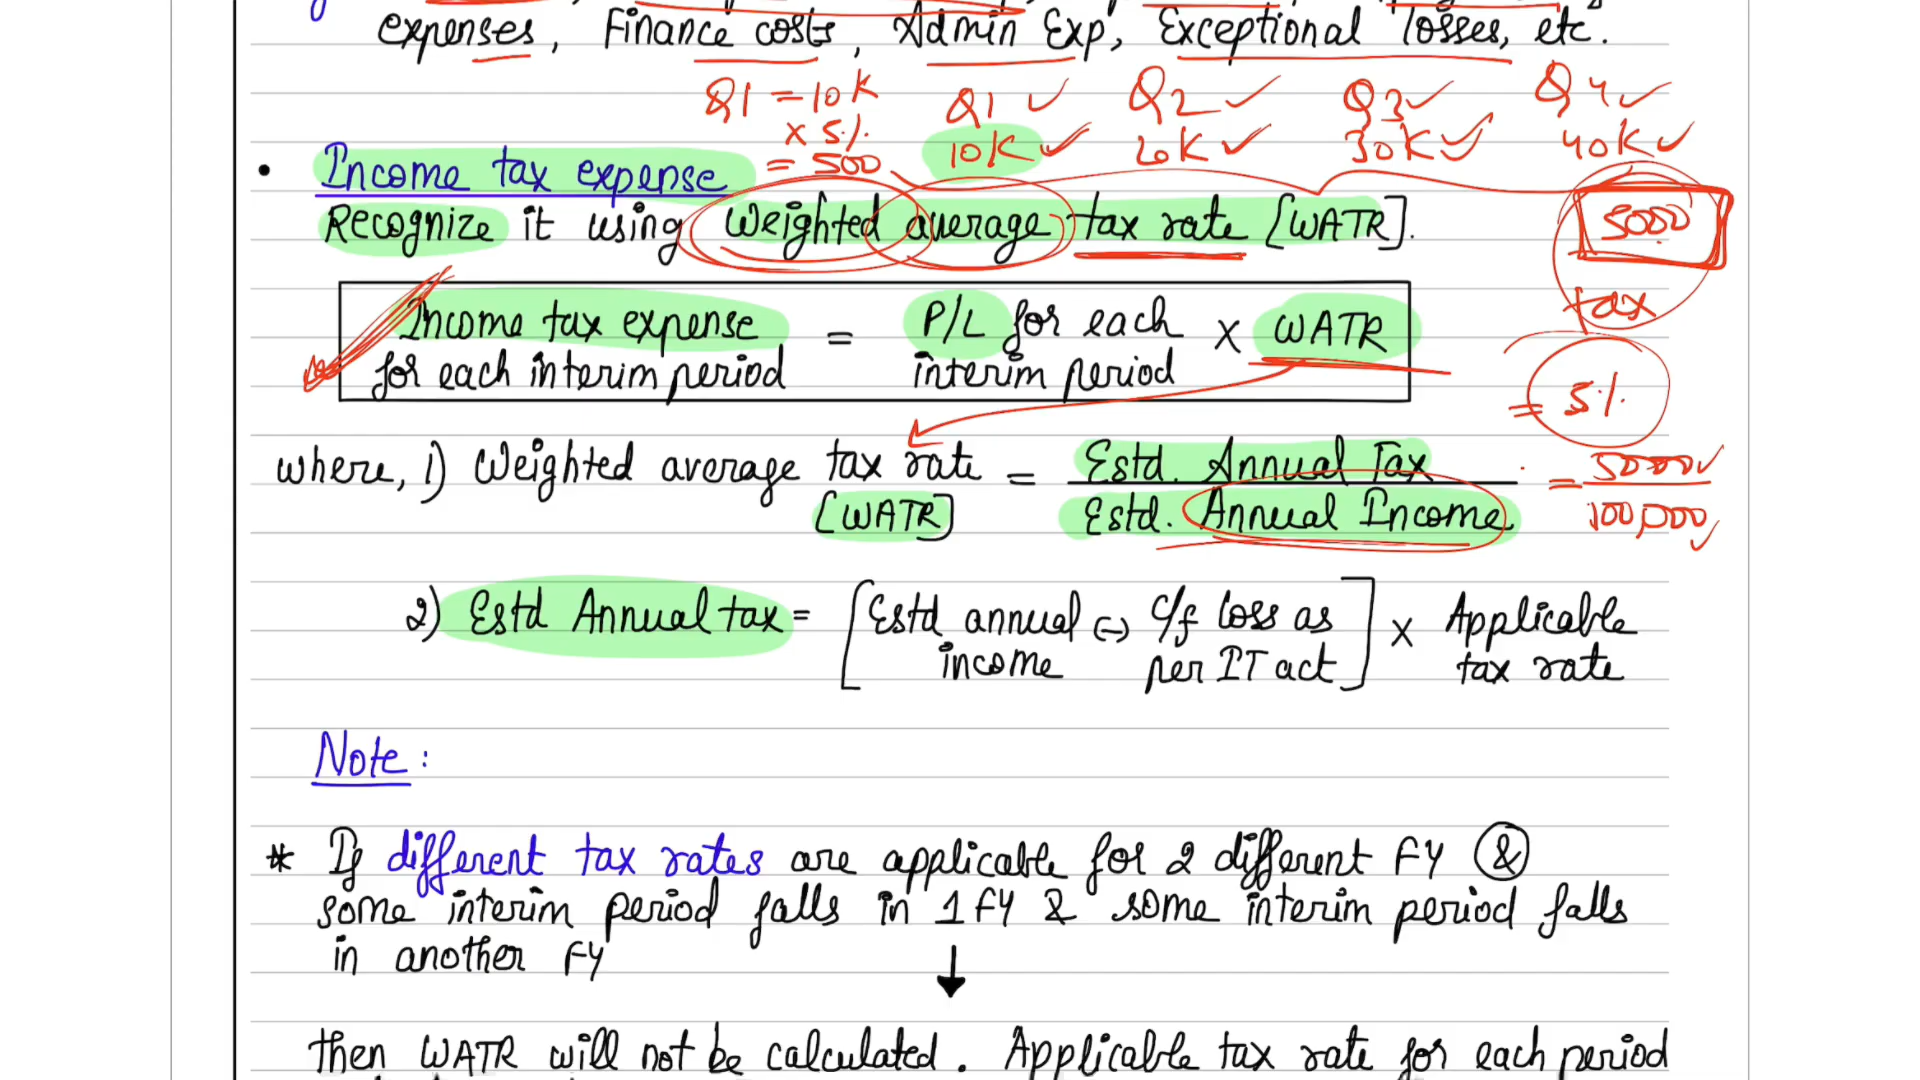 expenses, Finance costs, Admin Exp, Exceptional losses, etc.
Q1 = 10K Q1 ✓ Q2 ✓ Q3 ✓ Q4 ✓
x 5% 10K ✓ 20K ✓ 30K ✓ 40K ✓
= 500
• Income tax expense
Recognize it using Weighted average tax rate [WATR].
5000
tax
Income tax expense = P/L for each x WATR
for each interim period interim period
= 5%
where, 1) Weighted average tax rate = Estd. Annual Tax = 5000 ✓
[WATR] Estd. Annual Income 100,000 ✓
2) Estd Annual tax = [Estd annual (-) C/f loss as] x Applicable
income per IT act tax rate
Note:
* If different tax rates are applicable for 2 different FY &
some interim period falls in 1 FY & some interim period falls
in another FY
↓
then WATR will not be calculated. Applicable tax rate for each period